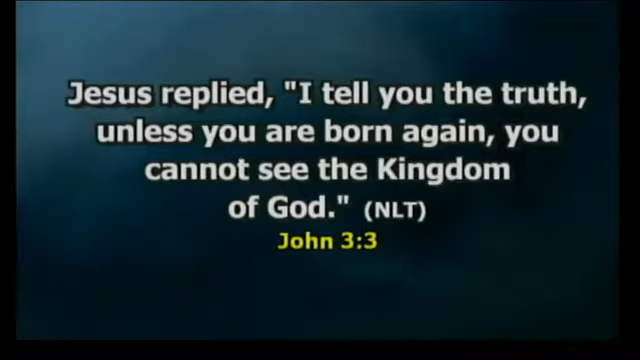 Jesus replied, "I tell you the truth,
unless you are born again, you
cannot see the Kingdom
of God." (NLT)
John 3:3